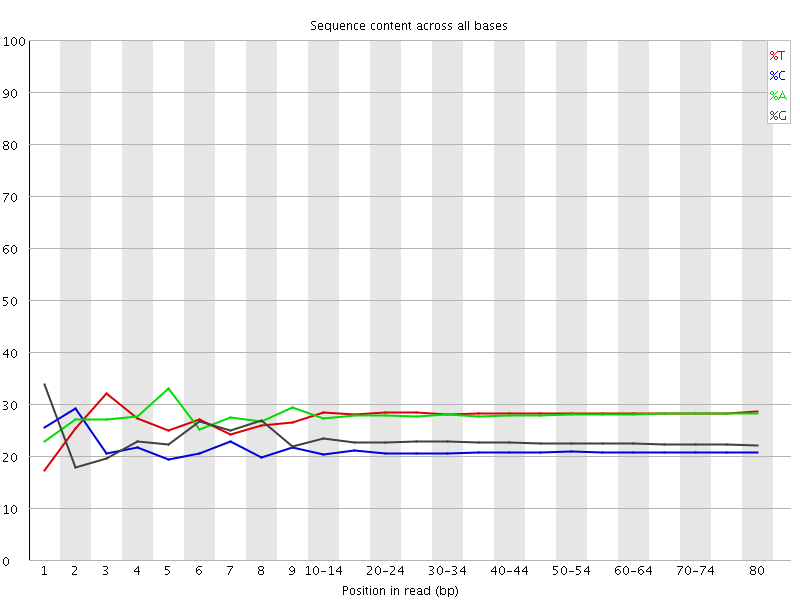 Sequence content across all bases
100
90
80
70
60
50
40
30
20
10
0
%T
%C
%A
%G
1 2 3 4 5 6 7 8 9 10-14 20-24 30-34 40-44 50-54 60-64 70-74 80
Position in read (bp)